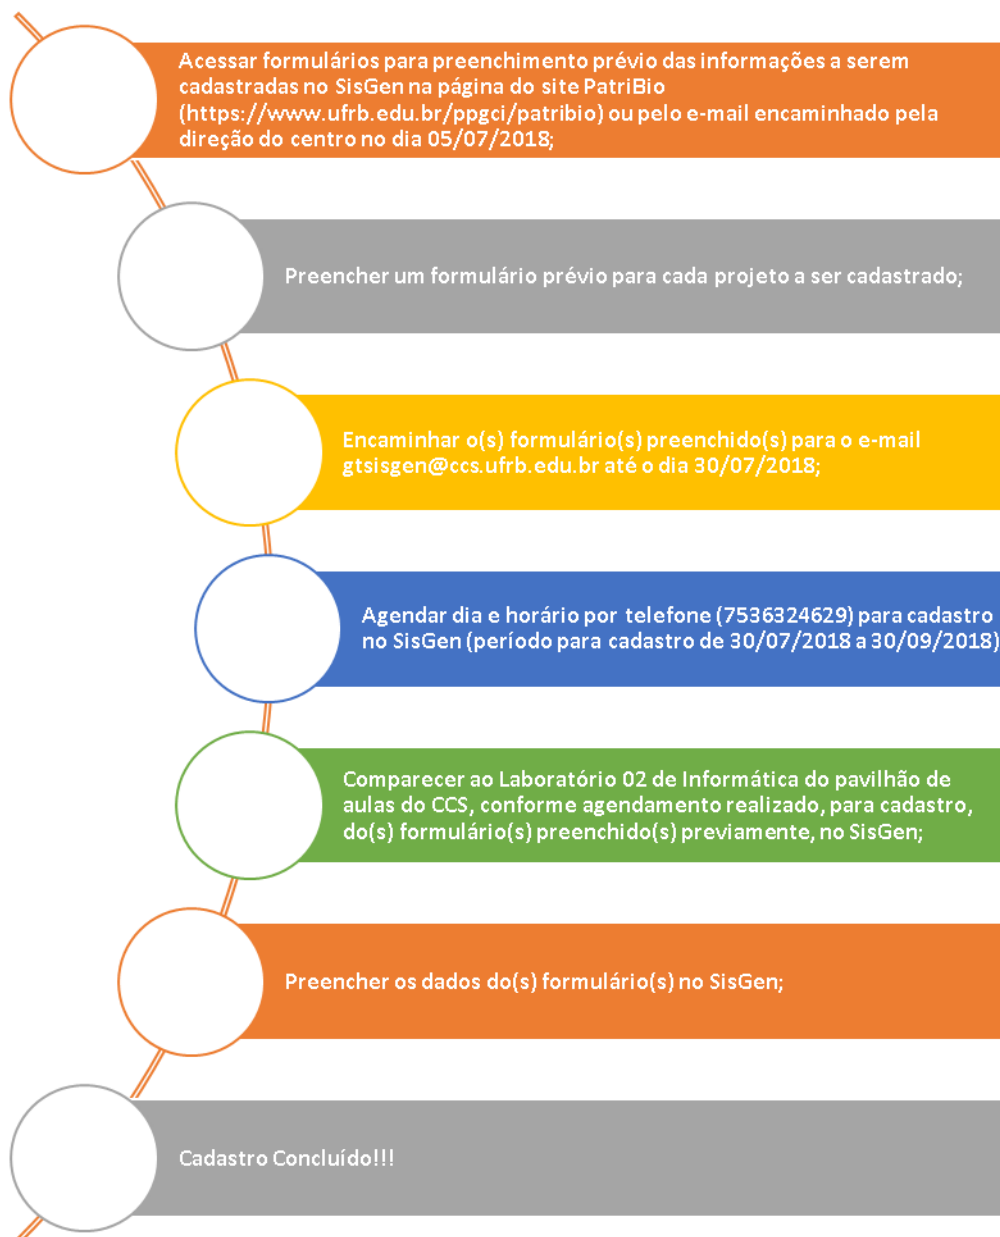 Acessar formulários para preenchimento prévio das informações a serem
cadastradas no SisGen na página do site PatriBio
(https://www.ufrb.edu.br/ppgci/patribio) ou pelo e-mail encaminhado pela
direção do centro no dia 05/07/2018;
Preencher um formulário prévio para cada projeto a ser cadastrado;
Encaminhar o(s) formulário(s) preenchido(s) para o e-mail
gtsisgen@ccs.ufrb.edu.br até o dia 30/07/2018;
Agendar dia e horário por telefone (7536324629) para cadastro
no SisGen (período para cadastro de 30/07/2018 a 30/09/2018)
Comparecer ao Laboratório 02 de Informática do pavilhão de
aulas do CCS, conforme agendamento realizado, para cadastro,
do(s) formulário(s) preenchido(s) previamente, no SisGen;
Preencher os dados do(s) formulário(s) no SisGen;
Cadastro Concluído!!!